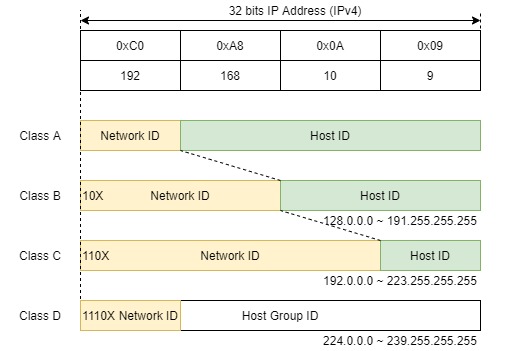 32 bits IP Address (IPv4)
0xC0 0xA8 0x0A 0x09
192 168 10 9
Class A Network ID Host ID
Class B 10X Network ID Host ID
128.0.0.0 ~ 191.255.255.255
Class C 110X Network ID Host ID
192.0.0.0 ~ 223.255.255.255
Class D 1110X Network ID Host Group ID
224.0.0.0 ~ 239.255.255.255